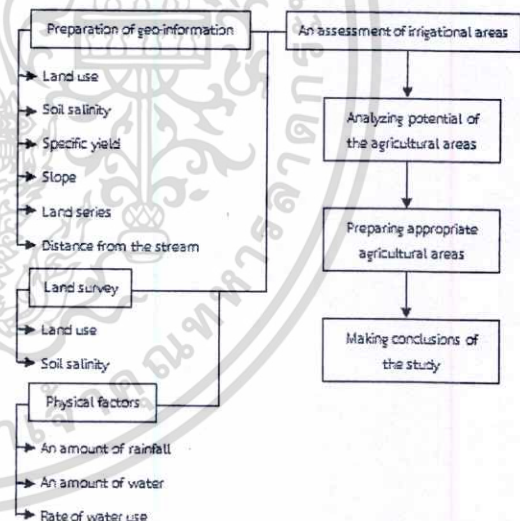 Preparation of geo-information
Land use
Soil salinity
Specific yield
Slope
Land series
Distance from the stream
Land survey
Land use
Soil salinity
Physical factors
An amount of rainfall
An amount of water
Rate of water use
An assessment of irrigational areas
Analyzing potential of
the agricultural areas
Preparing appropriate
agricultural areas
Making conclusions of
the study